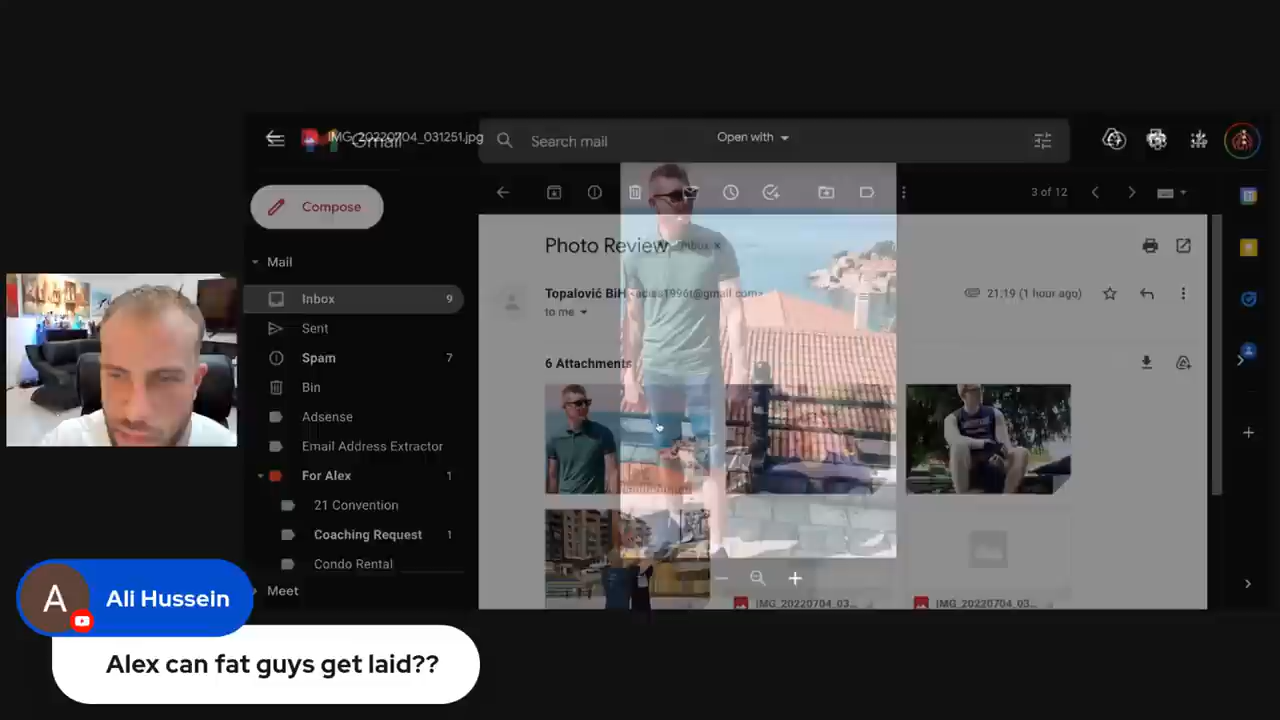 IMG_20220704_031251.jpg
Gmail
Search mail
Open with
Compose
3 of 12
Mail
Photo Review
Inbox x
Inbox 9
Topalović BiH
21:19 (1 hour ago)
to me
Sent
Spam 7
6 Attachments
Bin
Adsense
Email Address Extractor
For Alex 1
21 Convention
Coaching Request 1
Condo Rental
Meet
IMG_20220704_03...
IMG_20220704_03...
A
Ali Hussein
Alex can fat guys get laid??